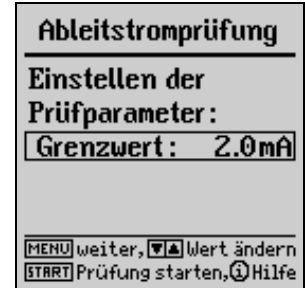 Ableitstromprüfung
Einstellen der
Prüfparameter:
Grenzwert: 2.0mA
MENU weiter, ▼▲ Wert ändern
START Prüfung starten, ⓘ Hilfe